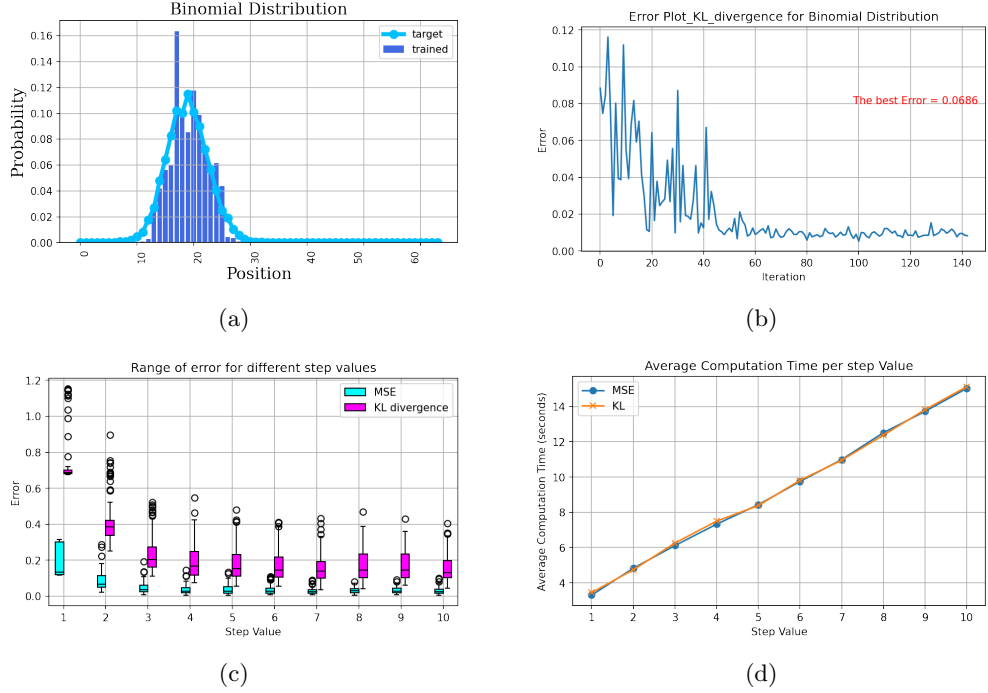 Binomial Distribution
target
trained
0.16
0.14
0.12
0.10
0.08
0.06
0.04
0.02
0.00
Probability
0
10
20
30
40
50
60
Position
(a)
Error Plot_KL_divergence for Binomial Distribution
0.12
0.10
0.08
0.06
0.04
0.02
0.00
Error
The best Error = 0.0686
0
20
40
60
80
100
120
140
Iteration
(b)
Range of error for different step values
MSE
KL divergence
1.2
1.0
0.8
0.6
0.4
0.2
0.0
Error
1
2
3
4
5
6
7
8
9
10
Step Value
(c)
Average Computation Time per step Value
MSE
KL
14
12
10
8
6
4
Average Computation Time (seconds)
1
2
3
4
5
6
7
8
9
10
Step Value
(d)